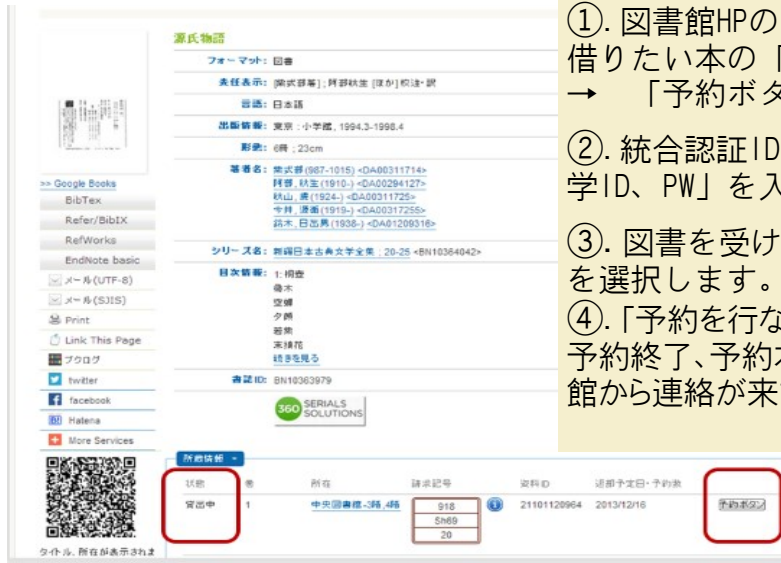 源氏物語
フォーマット: 図書
責任表示: [紫式部著] ; 阿部秋生 [ほか] 校注・訳
言語: 日本語
出版情報: 東京 : 小学館, 1994.3-1998.4
形態: 6冊 ; 23cm
著者名: 紫式部(987-1015) <DA00311714>
阿部, 秋生(1910-) <DA00294127>
秋山, 虔(1924-) <DA00311725>
今井, 源衛(1919-) <DA00317255>
鈴木, 日出男(1938-) <DA01209316>
シリーズ名: 新編日本古典文学全集 ; 20-25 <BN10364042>
目次情報: 1: 桐壺
帚木
空蝉
夕顔
若紫
末摘花
続きを見る
書誌ID: BN10363979
360 SERIALS
SOLUTIONS
>> Google Books
BibTex
Refer/BibIX
RefWorks
EndNote basic
メール(UTF-8)
メール(SJIS)
Print
Link This Page
ブクログ
twitter
facebook
Hatena
More Services
タイトル、所在が表示されま
所蔵情報
状態 巻 所在 請求記号 資料ID 返却予定日・予約数
貸出中 1 中央図書館-3階,4階 918 21101120964 2013/12/16 予約ボタン
Sh69
20
①. 図書館HPの
借りたい本の「
→ 「予約ボタ
②. 統合認証ID
学ID、PW」を入
③. 図書を受け
を選択します。
④.「予約を行な
予約終了、予約
館から連絡が来